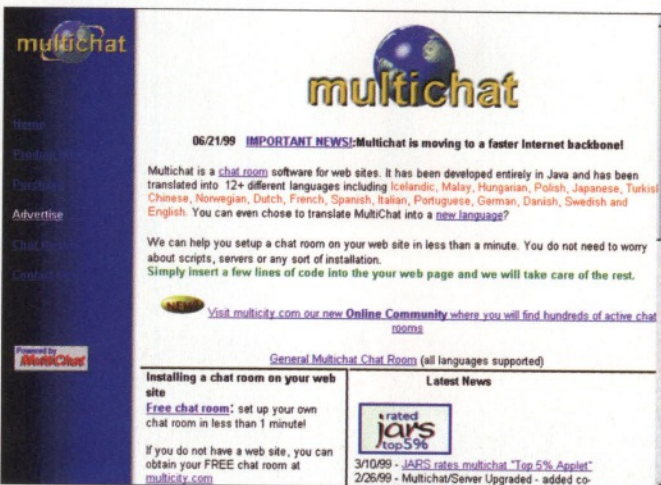 multichat
Home
Advertise
Powered by
MultiChat
multichat
06/21/99 IMPORTANT NEWS!:Multichat is moving to a faster Internet backbone!
Multichat is a chat room software for web sites. It has been developed entirely in Java and has been
translated into 12+ different languages including Icelandic, Malay, Hungarian, Polish, Japanese, Turkis
Chinese, Norwegian, Dutch, French, Spanish, Italian, Portuguese, German, Danish, Swedish and
English. You can even chose to translate MultiChat into a new language?
We can help you setup a chat room on your web site in less than a minute. You do not need to worry
about scripts, servers or any sort of installation.
Simply insert a few lines of code into the your web page and we will take care of the rest.
NEW
Visit multicity.com our new Online Community where you will find hundreds of active chat
rooms
General Multichat Chat Room (all languages supported)
Installing a chat room on your web
site
Free chat room: set up your own
chat room in less than 1 minute!
If you do not have a web site, you can
obtain your FREE chat room at
multicity.com
Latest News
rated
jars
top5%
3/10/99 - JARS rates multichat "Top 5% Applet"
2/26/99 - Multichat/Server Upgraded - added co-